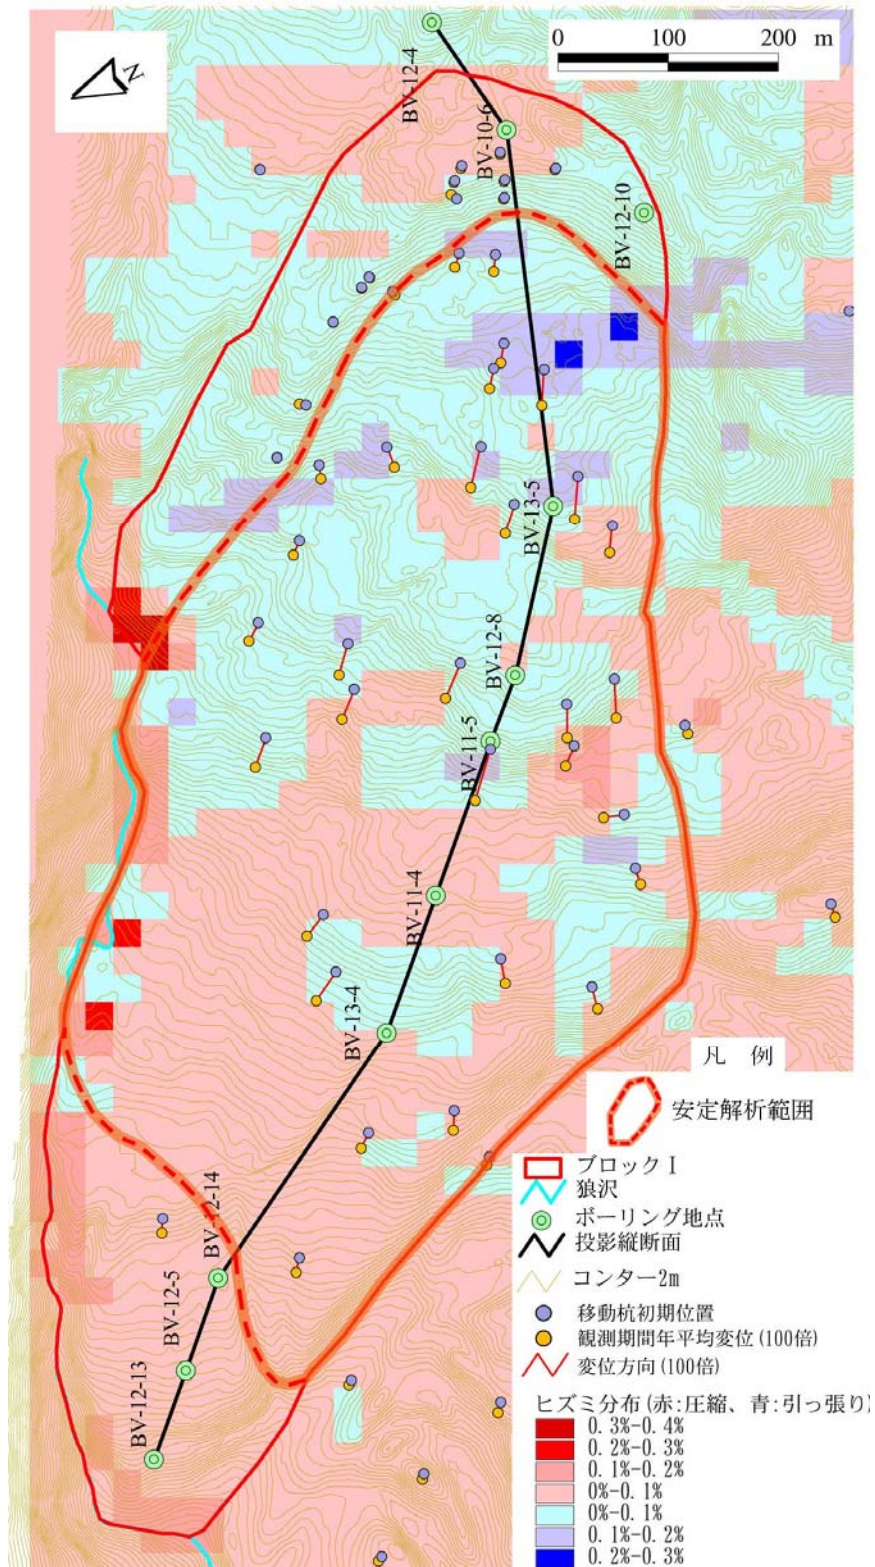 0 100 200 m
N
BV-12-4
BV-10-6
BV-12-10
BV-13-5
BV-12-8
BV-11-5
BV-11-4
BV-13-4
BV-12-14
BV-12-5
BV-12-13
凡 例
安定解析範囲
ブロックⅠ
狼沢
ボーリング地点
投影縦断面
コンター2m
移動杭初期位置
観測期間年平均変位(100倍)
変位方向(100倍)
ヒズミ分布(赤:圧縮、青:引っ張り)
0.3%-0.4%
0.2%-0.3%
0.1%-0.2%
0%-0.1%
0%-0.1%
0.1%-0.2%
0.2%-0.3%